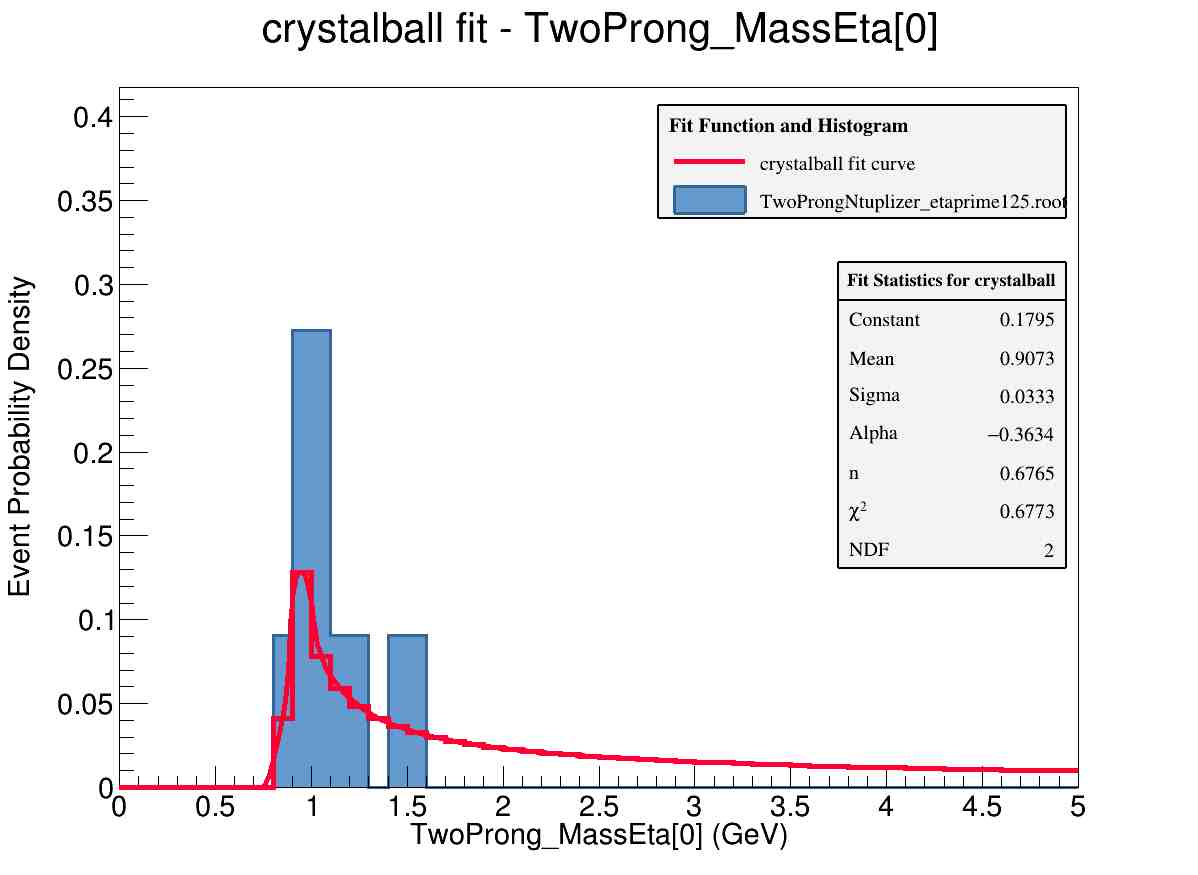 crystalball fit - TwoProng_MassEta[0]
Event Probability Density
0.4
0.35
0.3
0.25
0.2
0.15
0.1
0.05
0
0 0.5 1 1.5 2 2.5 3 3.5 4 4.5 5
TwoProng_MassEta[0] (GeV)
Fit Function and Histogram
crystalball fit curve
TwoProngNtuplizer_etaprime125.root
Fit Statistics for crystalball
Constant 0.1795
Mean 0.9073
Sigma 0.0333
Alpha −0.3634
n 0.6765
χ² 0.6773
NDF 2